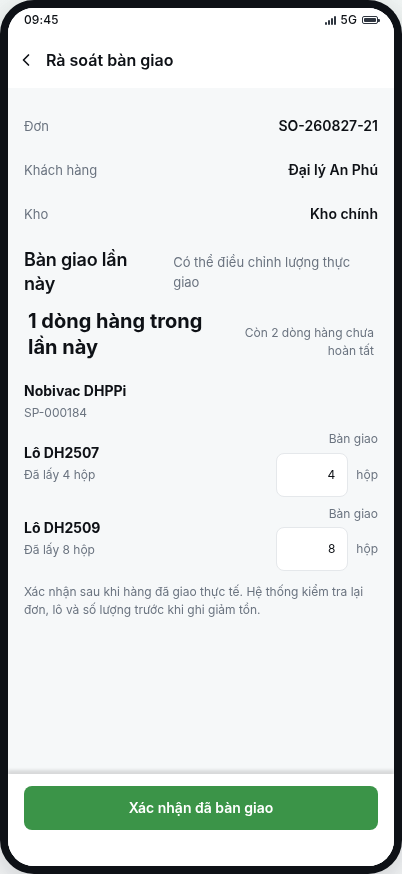 09:45 5G
Rà soát bàn giao
Đơn SO-260827-21
Khách hàng Đại lý An Phú
Kho Kho chính
Bàn giao lần này
Có thể điều chỉnh lượng thực giao
1 dòng hàng trong lần này
Còn 2 dòng hàng chưa hoàn tất
Nobivac DHPPi
SP-000184
Bàn giao
Lô DH2507
Đã lấy 4 hộp
4 hộp
Bàn giao
Lô DH2509
Đã lấy 8 hộp
8 hộp
Xác nhận sau khi hàng đã giao thực tế. Hệ thống kiểm tra lại
đơn, lô và số lượng trước khi ghi giảm tồn.
Xác nhận đã bàn giao